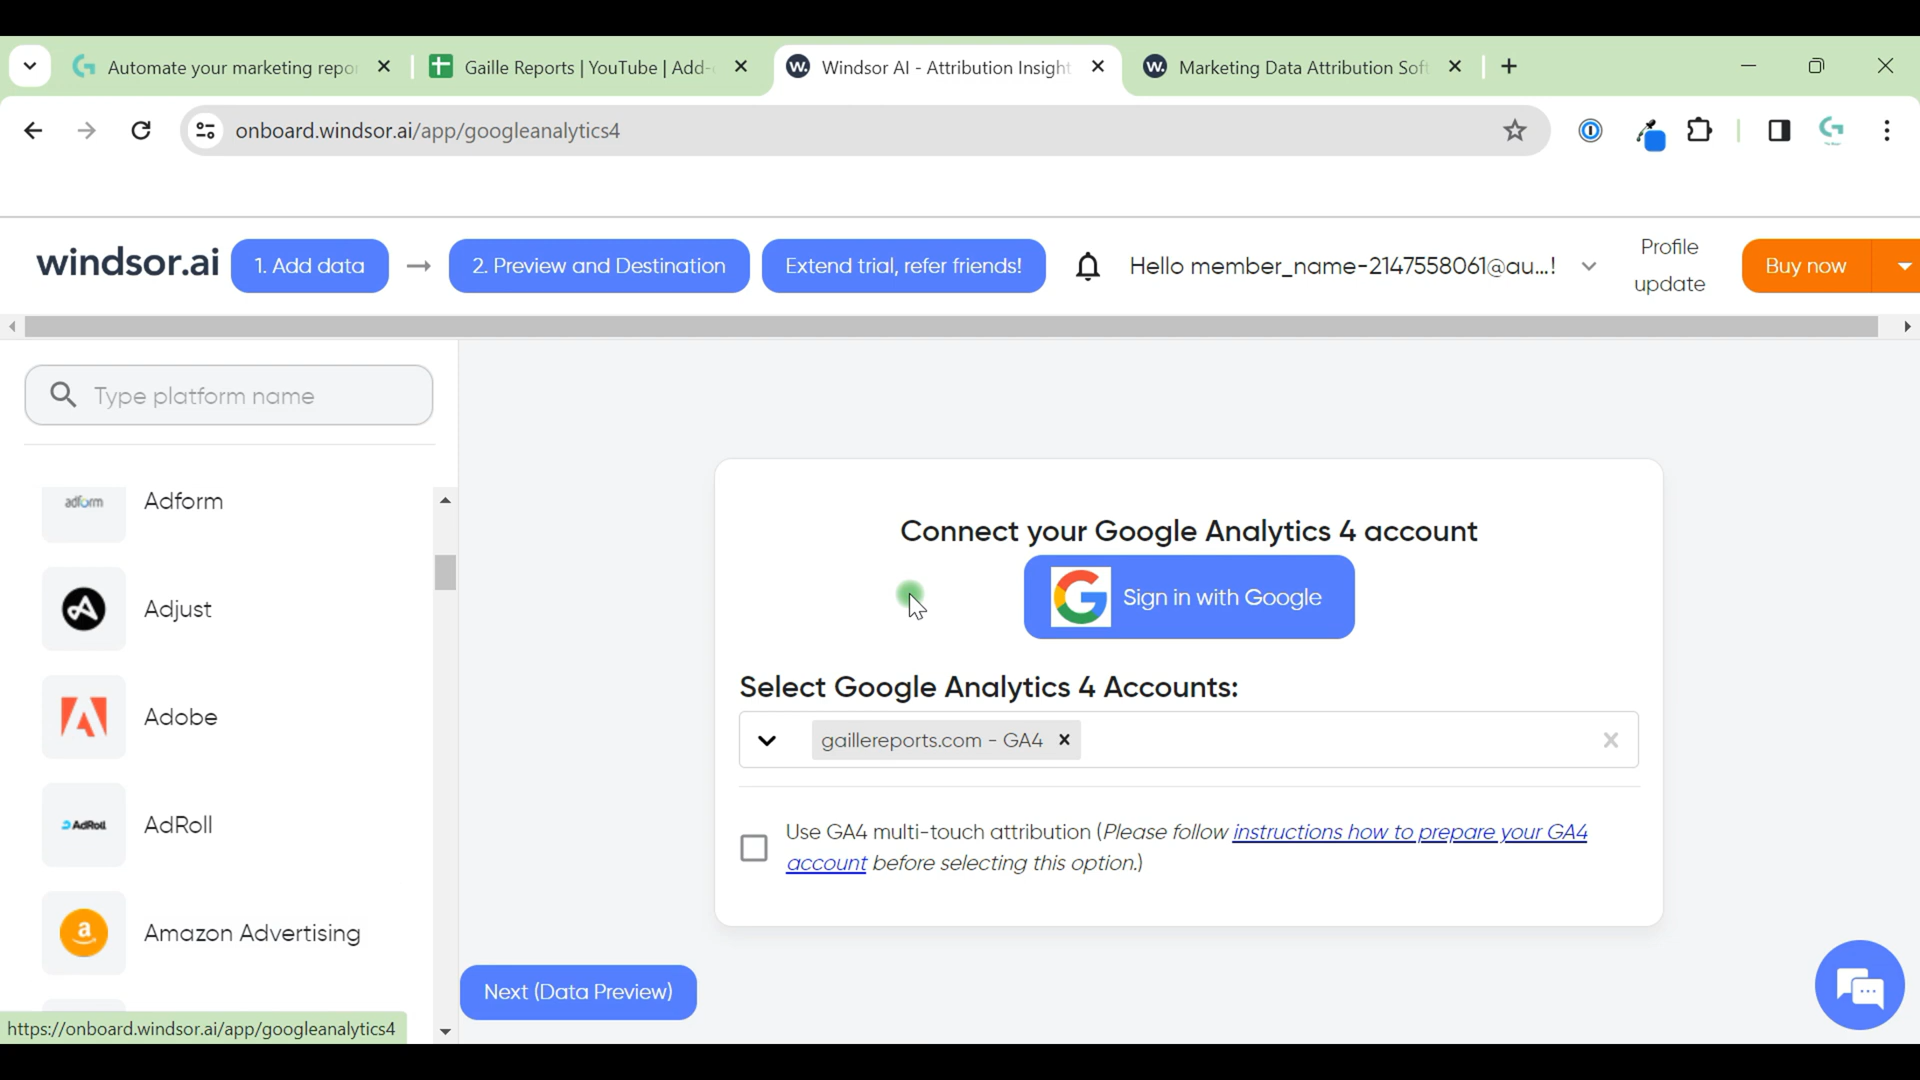 Automate your marketing repo
Gaille Reports | YouTube | Add-
W. Windsor AI - Attribution Insight
W. Marketing Data Attribution Sof
onboard.windsor.ai/app/googleanalytics4
windsor.ai
1. Add data
2. Preview and Destination
Extend trial, refer friends!
Hello member_name-2147558061@au...!
Profile
update
Buy now
Type platform name
adform Adform
Adjust
Adobe
AdRoll AdRoll
a Amazon Advertising
Connect your Google Analytics 4 account
G Sign in with Google
Select Google Analytics 4 Accounts:
gaillereports.com - GA4
Use GA4 multi-touch attribution (Please follow instructions how to prepare your GA4
account before selecting this option.)
Next (Data Preview)
https://onboard.windsor.ai/app/googleanalytics4